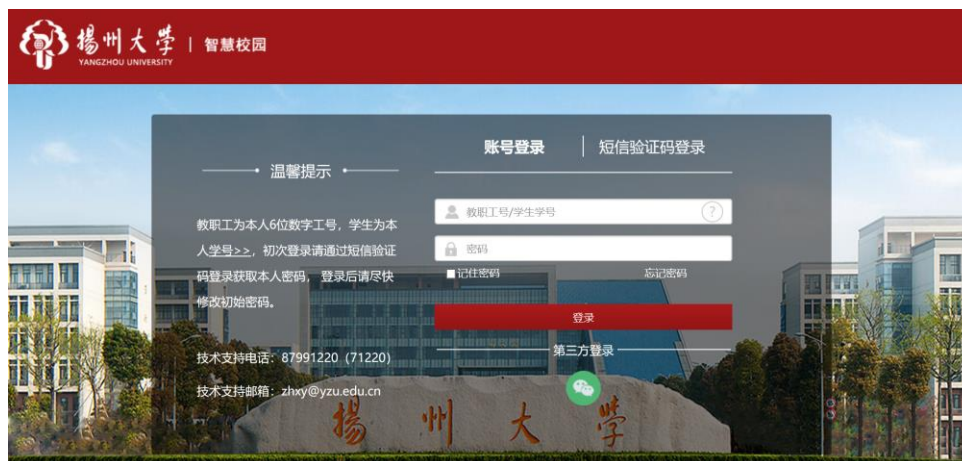 揚州大学 | 智慧校园
YANGZHOU UNIVERSITY
温馨提示
教职工为本人6位数字工号，学生为本
人学号>>，初次登录请通过短信验证
码登录获取本人密码， 登录后请尽快
修改初始密码。
技术支持电话：87991220（71220）
技术支持邮箱：zhxy@yzu.edu.cn
账号登录
短信验证码登录
教职工号/学生学号
?
密码
记住密码
忘记密码
登录
第三方登录
揚州大学